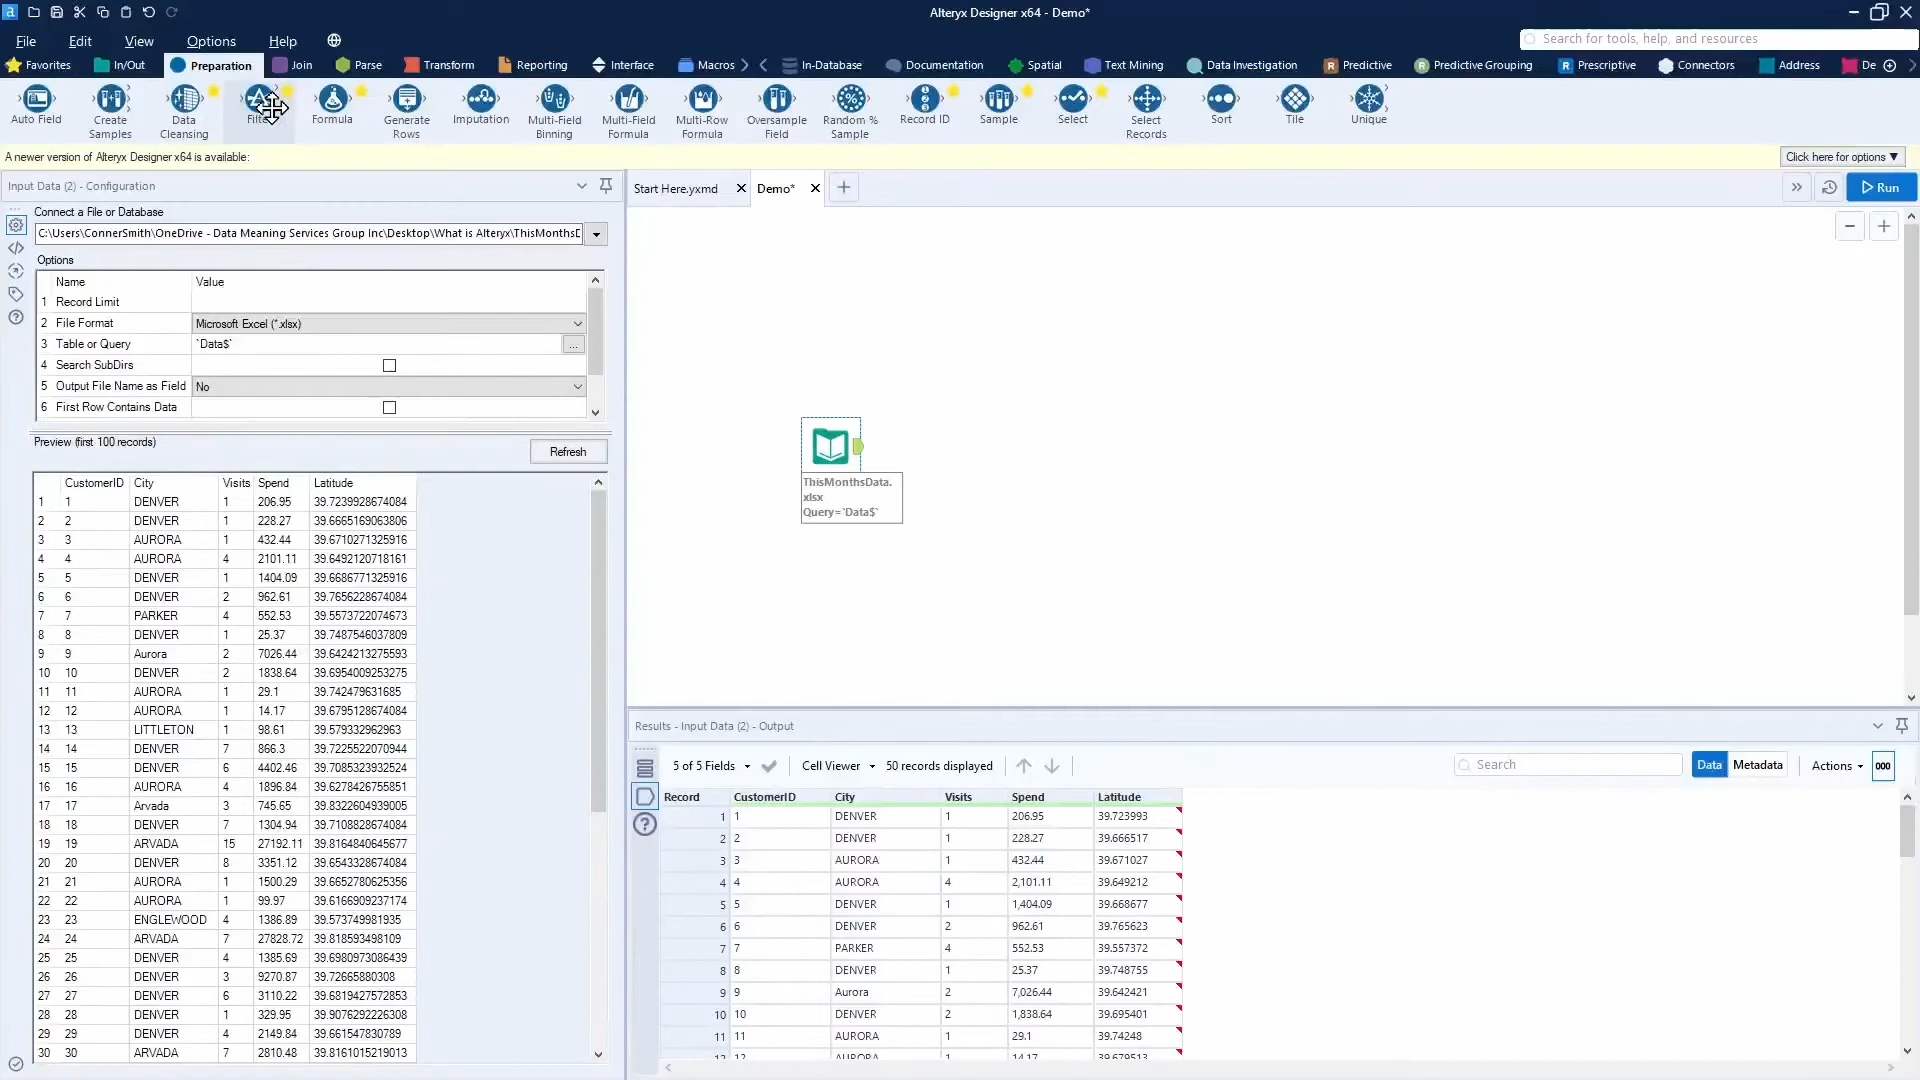 Alteryx Designer x64 - Demo*
File Edit View Options Help
Search for tools, help, and resources
Favorites In/Out Preparation Join Parse Transform Reporting Interface Macros In-Database Documentation Spatial Text Mining Data Investigation Predictive Predictive Grouping Prescriptive Connectors Address De
Auto Field
Create Samples
Data Cleansing
Formula
Generate Rows
Imputation
Multi-Field Binning
Multi-Field Formula
Multi-Row Formula
Oversample Field
Random % Sample
Record ID
Sample
Select
Select Records
Sort
Tile
Unique
A newer version of Alteryx Designer x64 is available:
Click here for options ▼
Input Data (2) - Configuration
Connect a File or Database
C:\Users\ConnerSmith\OneDrive - Data Meaning Services Group Inc\Desktop\What is Alteryx\ThisMonthsD
Options
Name Value
1 Record Limit
2 File Format Microsoft Excel (*.xlsx)
3 Table or Query `Data$` ...
4 Search SubDirs
5 Output File Name as Field No
6 First Row Contains Data
Preview (first 100 records)
Refresh
CustomerID City Visits Spend Latitude
1 1 DENVER 1 206.95 39.7239928674084
2 2 DENVER 1 228.27 39.6665169063806
3 3 AURORA 1 432.44 39.6710271325916
4 4 AURORA 4 2101.11 39.6492120718161
5 5 DENVER 1 1404.09 39.6686771325916
6 6 DENVER 2 962.61 39.7656228674084
7 7 PARKER 4 552.53 39.5573722074673
8 8 DENVER 1 25.37 39.7487546037809
9 9 Aurora 2 7026.44 39.6424213275593
10 10 DENVER 2 1838.64 39.6954009253275
11 11 AURORA 1 29.1 39.742479631685
12 12 AURORA 1 14.17 39.6795128674084
13 13 LITTLETON 1 98.61 39.579332962963
14 14 DENVER 7 866.3 39.7225522070944
15 15 DENVER 6 4402.46 39.7085323932524
16 16 AURORA 4 1896.84 39.6278426755851
17 17 Arvada 3 745.65 39.8322604939005
18 18 DENVER 7 1304.94 39.7108828674084
19 19 ARVADA 15 27192.11 39.8164840645677
20 20 DENVER 8 3351.12 39.6543328674084
21 21 AURORA 1 1500.29 39.6652780625356
22 22 AURORA 1 99.97 39.6166909237174
23 23 ENGLEWOOD 4 1386.89 39.573749981935
24 24 ARVADA 7 27828.72 39.818593498109
25 25 DENVER 4 1385.69 39.6980973086439
26 26 DENVER 3 9270.87 39.72665880308
27 27 DENVER 6 3110.22 39.6819427572853
28 28 DENVER 1 329.95 39.9076292226308
29 29 DENVER 4 2149.84 39.661547830789
30 30 ARVADA 7 2810.48 39.8161015219013
Start Here.yxmd Demo*
Run
ThisMonthsData.
xlsx
Query=`Data$`
Results - Input Data (2) - Output
5 of 5 Fields Cell Viewer 50 records displayed Search Data Metadata Actions 000
Record CustomerID City Visits Spend Latitude
1 1 DENVER 1 206.95 39.723993
2 2 DENVER 1 228.27 39.666517
3 3 AURORA 1 432.44 39.671027
4 4 AURORA 4 2,101.11 39.649212
5 5 DENVER 1 1,404.09 39.668677
6 6 DENVER 2 962.61 39.765623
7 7 PARKER 4 552.53 39.557372
8 8 DENVER 1 25.37 39.748755
9 9 Aurora 2 7,026.44 39.642421
10 10 DENVER 2 1,838.64 39.695401
11 11 AURORA 1 29.1 39.74248
12 12 AURORA 1 14.17 39.679513